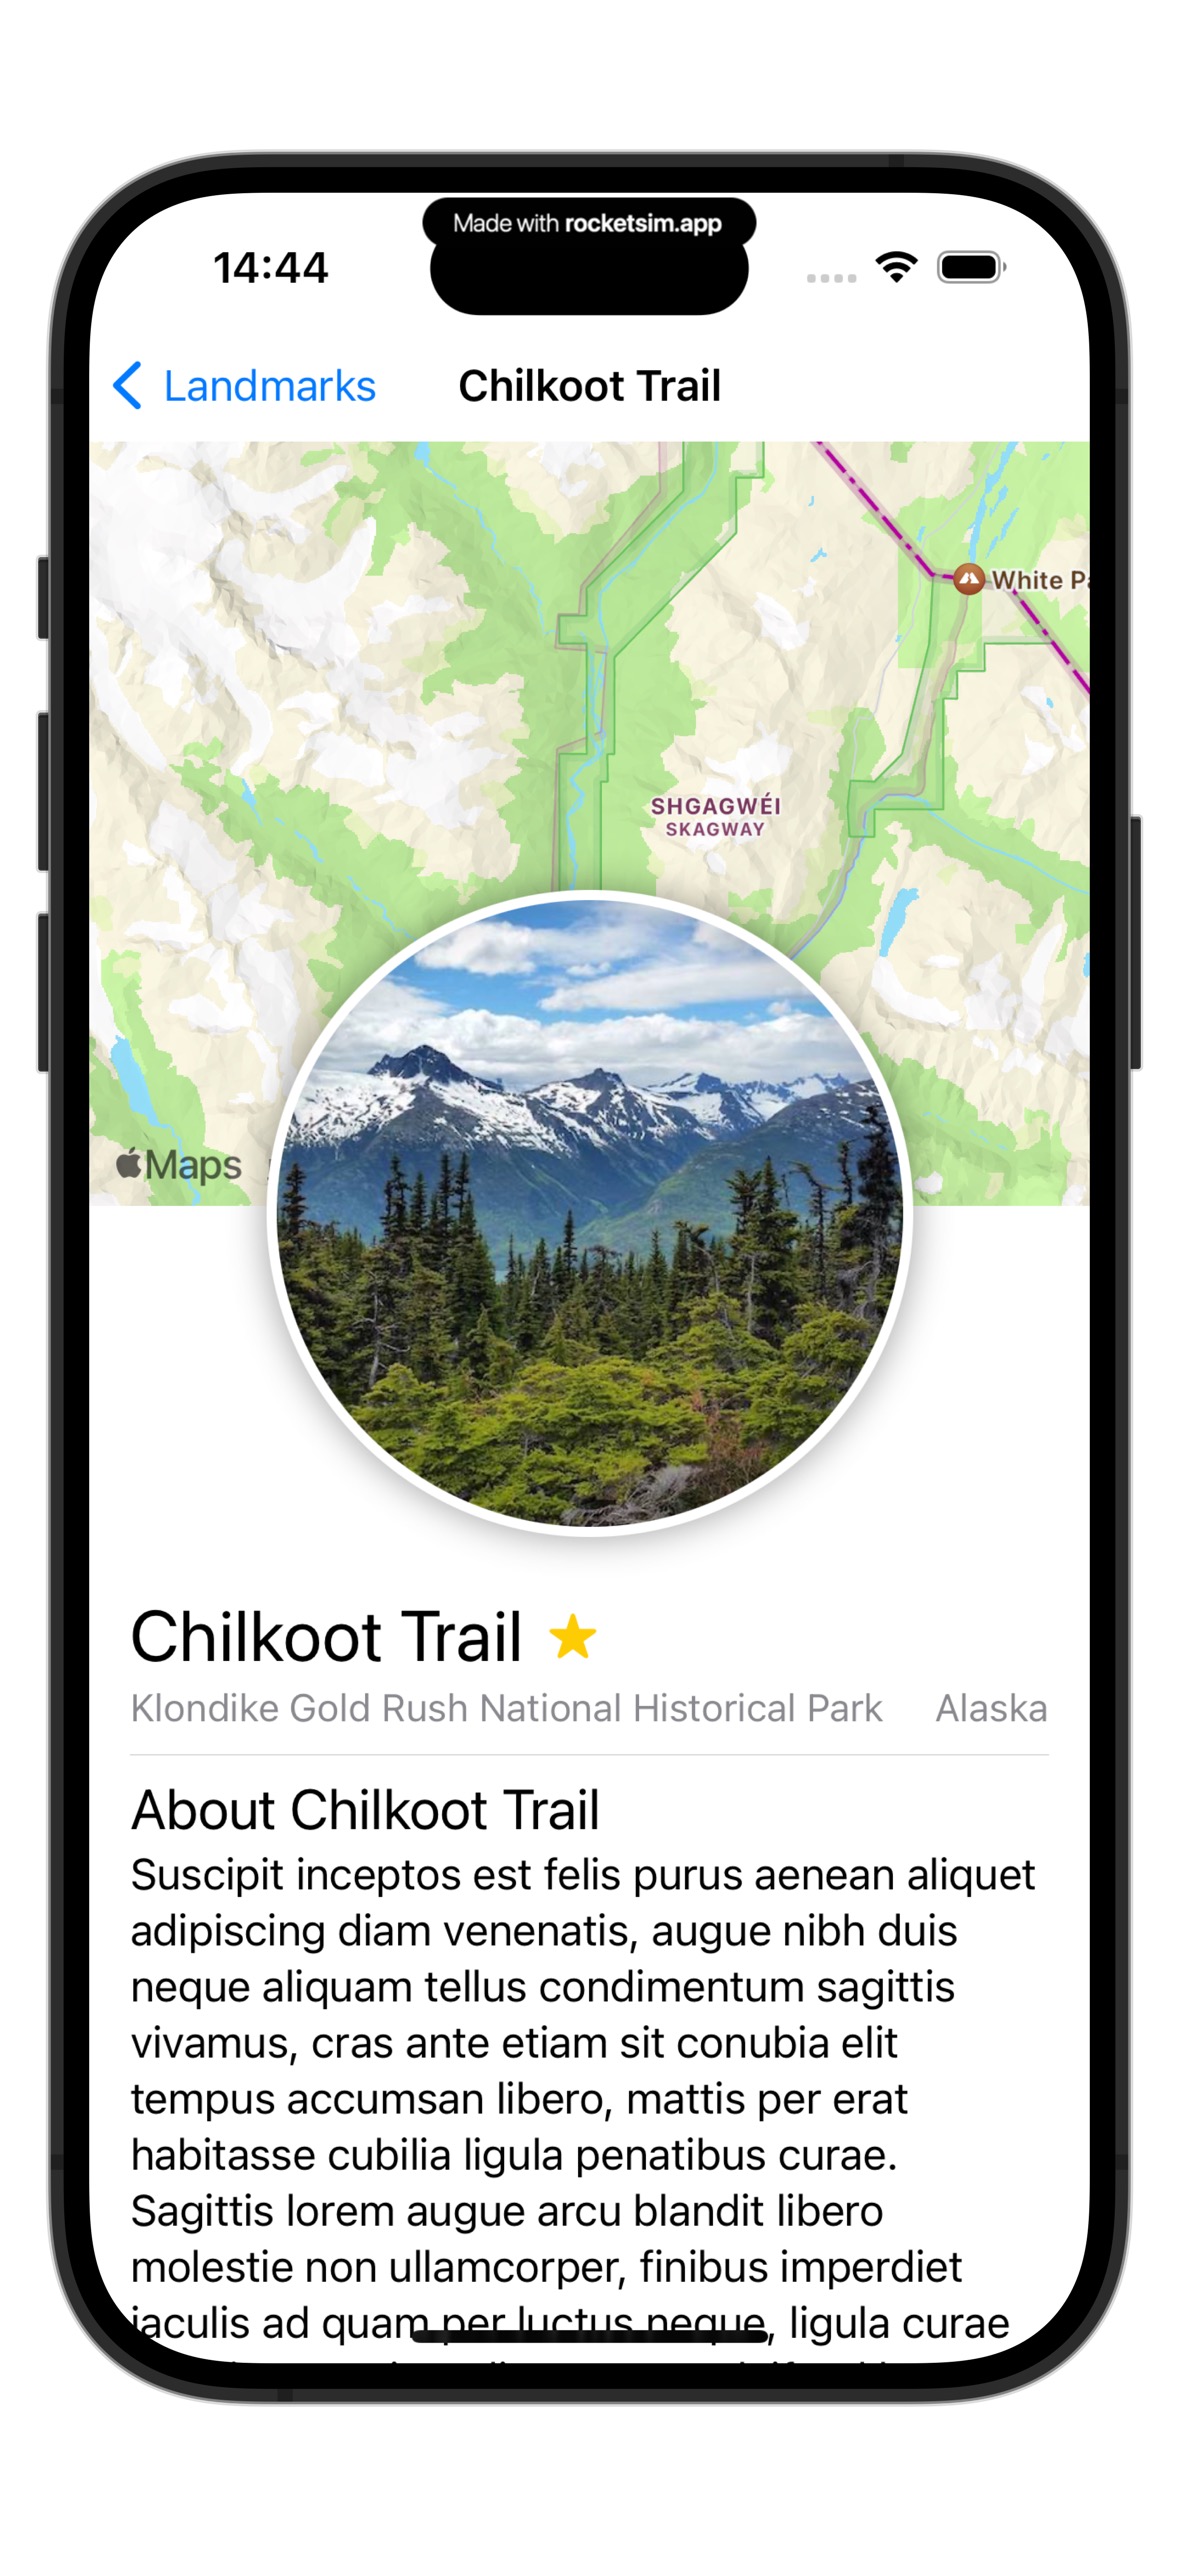 Made with rocketsim.app
14:44
Landmarks
Chilkoot Trail
White
SHGAGWÉI
SKAGWAY
Maps
Chilkoot Trail
Klondike Gold Rush National Historical Park Alaska
About Chilkoot Trail
Suscipit inceptos est felis purus aenean aliquet
adipiscing diam venenatis, augue nibh duis
neque aliquam tellus condimentum sagittis
vivamus, cras ante etiam sit conubia elit
tempus accumsan libero, mattis per erat
habitasse cubilia ligula penatibus curae.
Sagittis lorem augue arcu blandit libero
molestie non ullamcorper, finibus imperdiet
iaculis ad quam per luctus neque, ligula curae